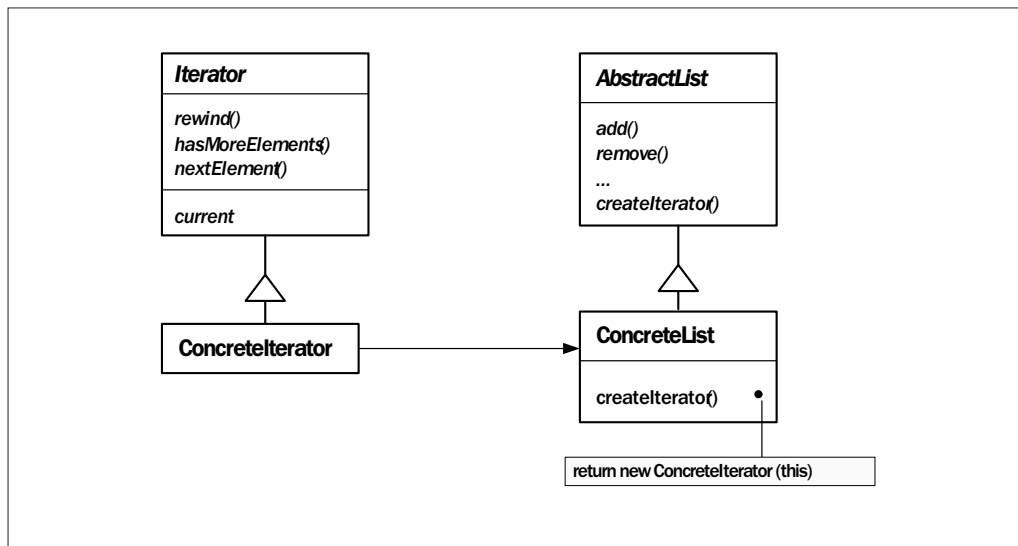 Iterator
rewind()
hasMoreElements()
nextElement()
current
AbstractList
add()
remove()
...
createIterator()
ConcreteIterator
ConcreteList
createIterator()
return new ConcreteIterator (this)